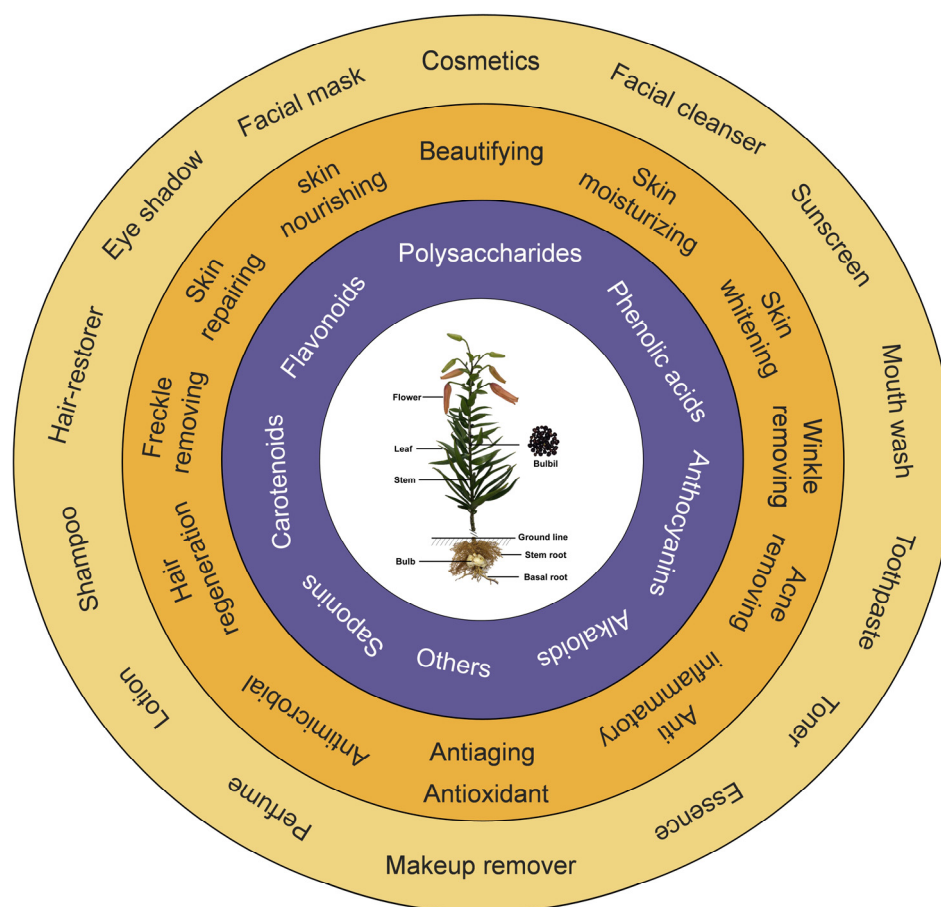 Cosmetics
Facial cleanser
Sunscreen
Mouth wash
Toothpaste
Toner
Essence
Makeup remover
Perfume
Lotion
Shampoo
Hair-restorer
Eye shadow
Facial mask
Beautifying
Skin
moisturizing
Skin
whitening
Winkle
removing
Acne
removing
Anti
inflammatory
Antiaging
Antioxidant
Antimicrobial
Hair
regeneration
Freckle
removing
Skin
repairing
skin
nourishing
Polysaccharides
Phenolic acids
Anthocyanins
Alkaloids
Others
Saponins
Carotenoids
Flavonoids
Flower
Leaf
Bulbil
Stem
Ground line
Bulb
Stem root
Basal root